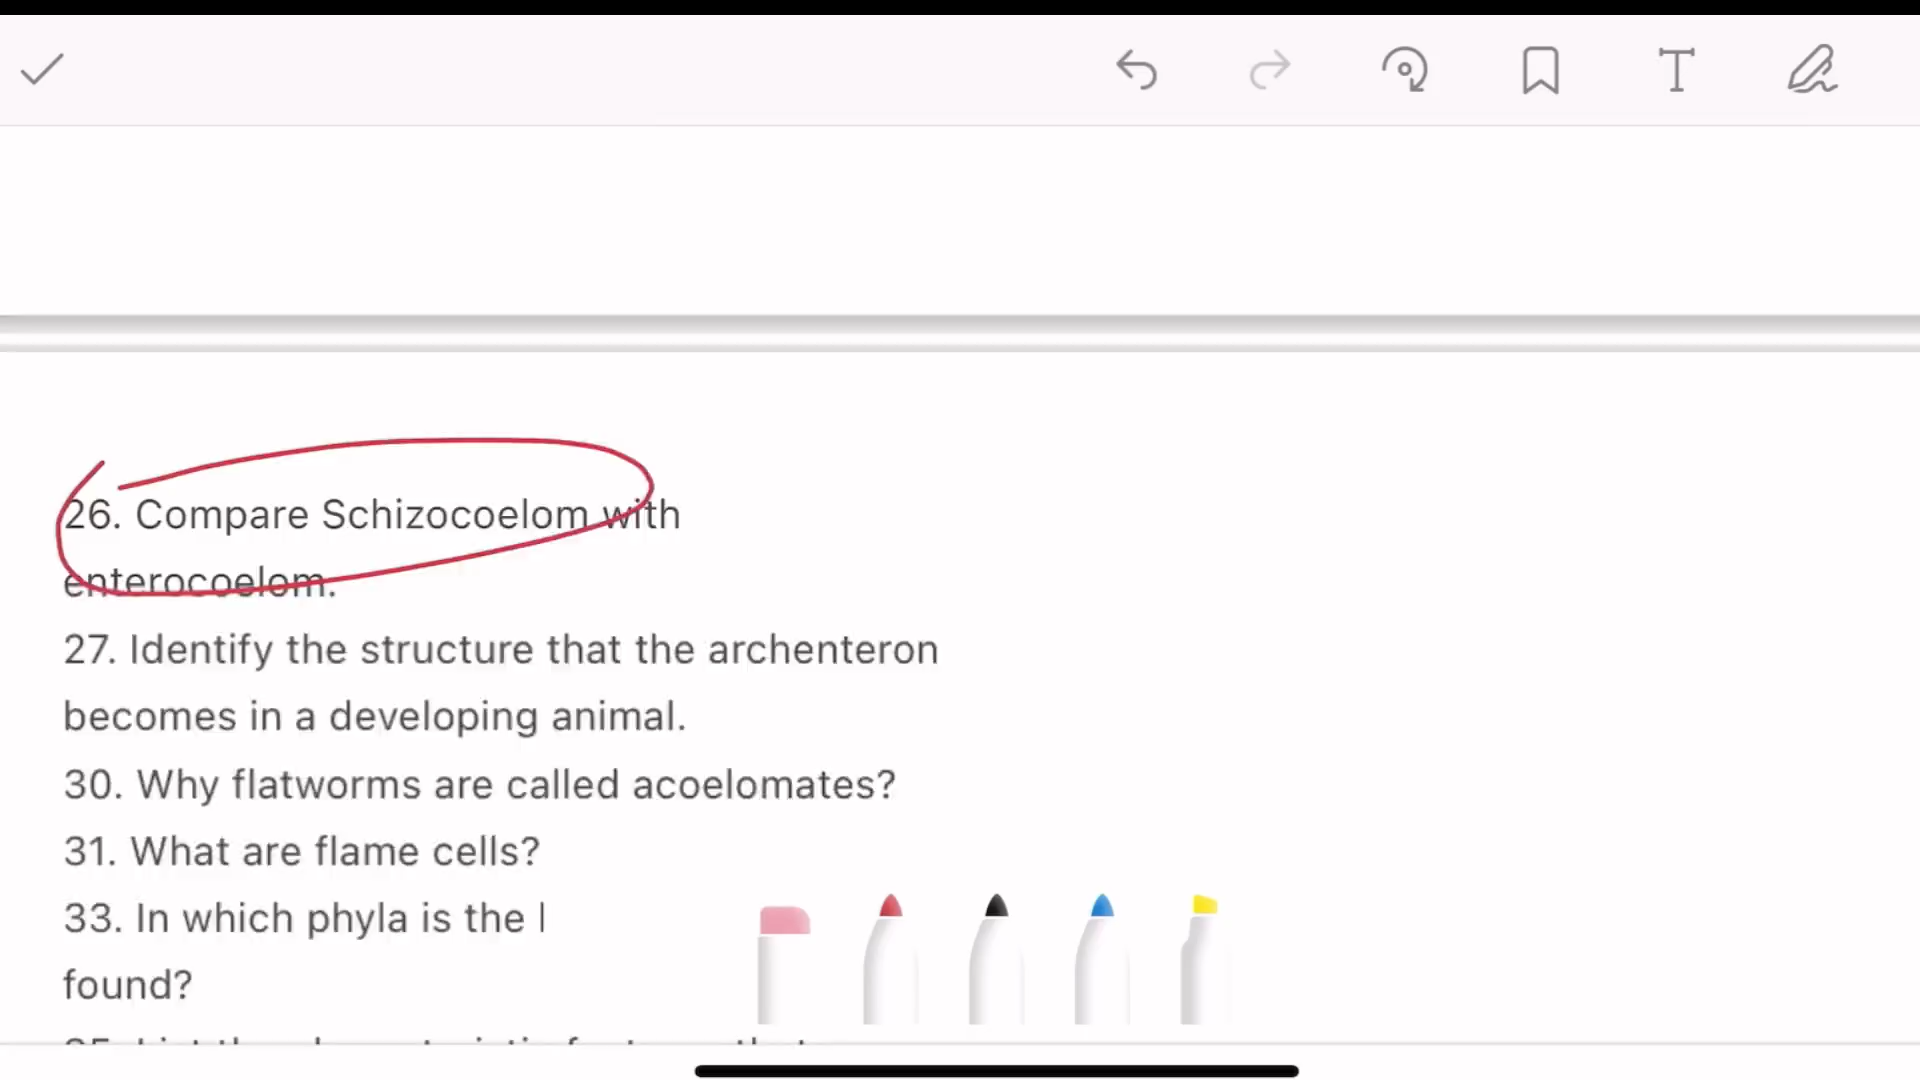 26. Compare Schizocoelom with
enterocoelom.
27. Identify the structure that the archenteron
becomes in a developing animal.
30. Why flatworms are called acoelomates?
31. What are flame cells?
33. In which phyla is the
found?